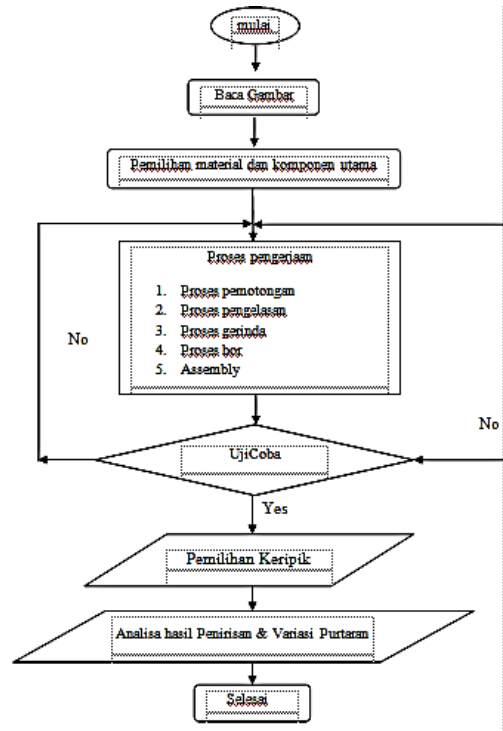 mulai
Baca Gambar
Pemilihan material dan komponen utama
Proses pengerjaan
1. Proses pemotongan
2. Proses pengelasan
3. Proses gerinda
4. Proses bor
5. Assembly
No
No
UjiCoba
Yes
Pemilihan Keripik
Analisa hasil Penirisan & Variasi Purtaran
Selesai